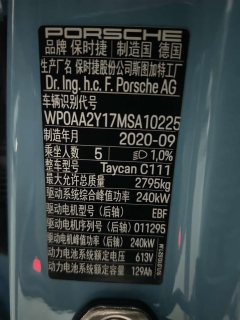 PORSCHE
品牌 保时捷 | 制造国 德国
生产厂名 保时捷股份公司斯图加特工厂
Dr. Ing. h.c. F. Porsche AG
车辆识别代号
WP0AA2Y17MSA10225
制造年月 2020-09
乘坐人数 5 1,0%
整车型号 Taycan C111
最大允许总质量 2795kg
驱动系统综合峰值功率 240kW
驱动电机型号（后轴） EBF
驱动电机序列号（后轴） 011295
驱动电机峰值功率（后轴） 240kW
动力电池系统额定电压 613V
动力电池系统额定容量 129Ah